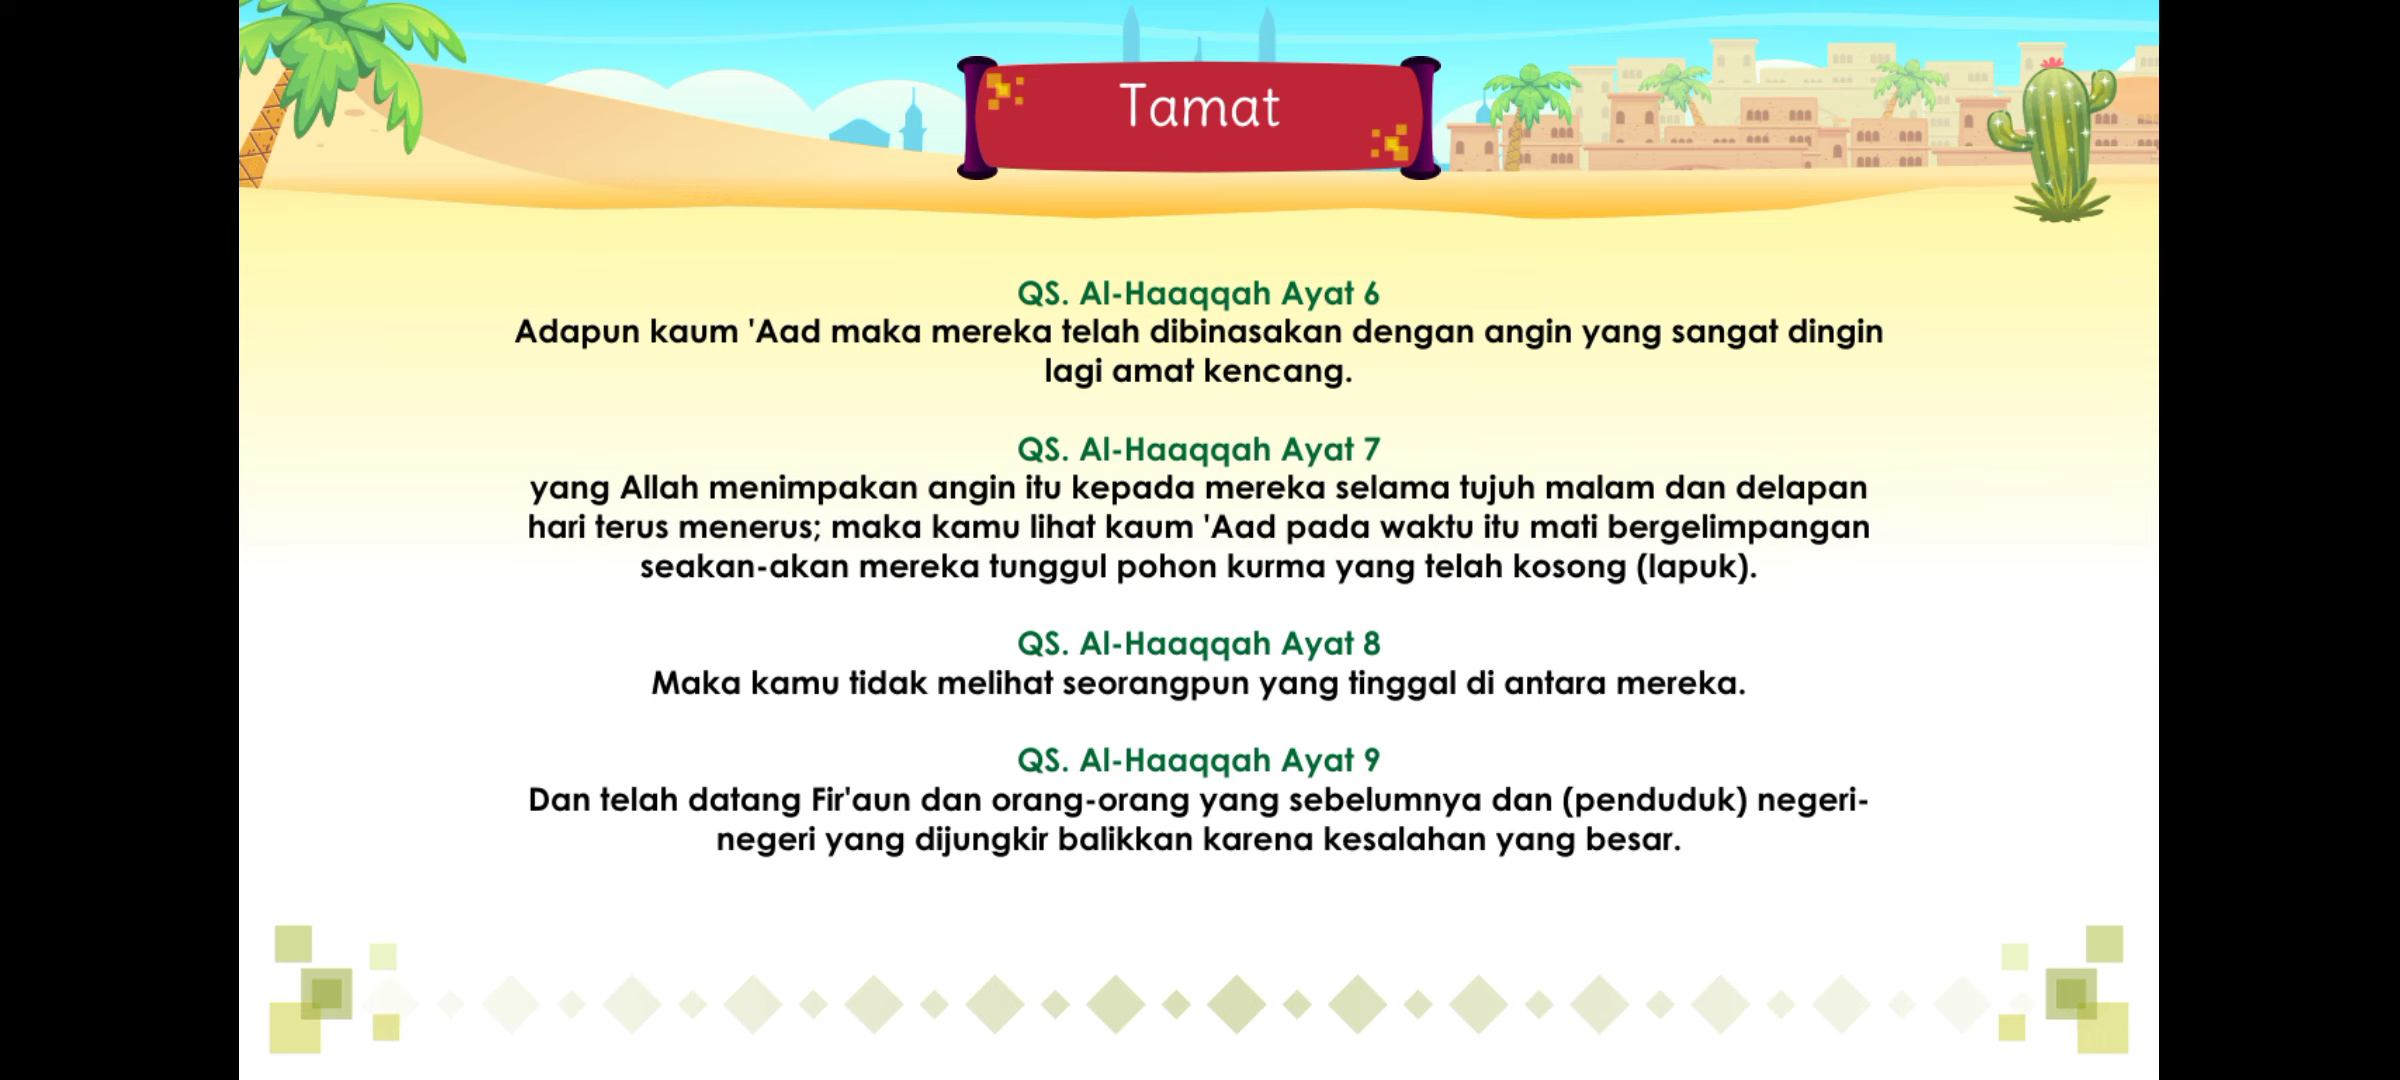 Tamat
QS. Al-Haaqqah Ayat 6
Adapun kaum 'Aad maka mereka telah dibinasakan dengan angin yang sangat dingin
lagi amat kencang.
QS. Al-Haaqqah Ayat 7
yang Allah menimpakan angin itu kepada mereka selama tujuh malam dan delapan
hari terus menerus; maka kamu lihat kaum 'Aad pada waktu itu mati bergelimpangan
seakan-akan mereka tunggul pohon kurma yang telah kosong (lapuk).
QS. Al-Haaqqah Ayat 8
Maka kamu tidak melihat seorangpun yang tinggal di antara mereka.
QS. Al-Haaqqah Ayat 9
Dan telah datang Fir'aun dan orang-orang yang sebelumnya dan (penduduk) negeri-
negeri yang dijungkir balikkan karena kesalahan yang besar.